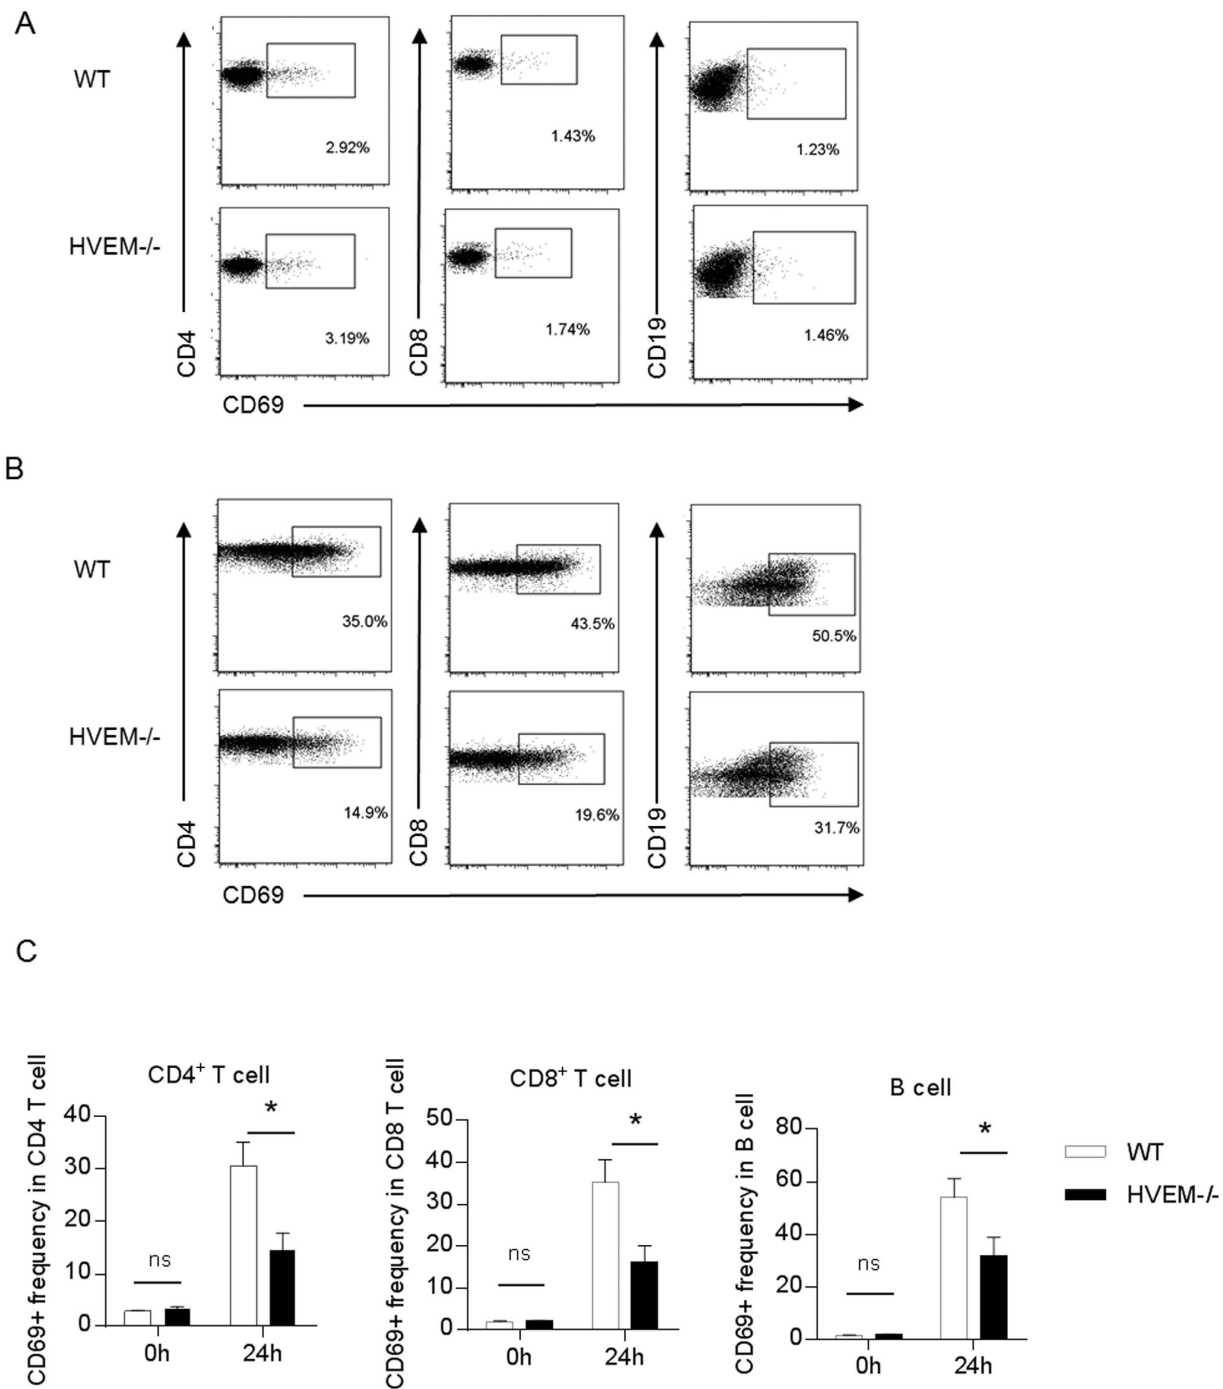 A
WT
2.92%
1.43%
1.23%
HVEM-/-
3.19%
1.74%
1.46%
CD4
CD8
CD19
CD69
B
WT
35.0%
43.5%
50.5%
HVEM-/-
14.9%
19.6%
31.7%
CD4
CD8
CD19
CD69
C
CD4+ T cell
CD69+ frequency in CD4 T cell
40
30
20
10
0
ns
*
0h
24h
CD8+ T cell
CD69+ frequency in CD8 T cell
50
40
30
20
10
0
ns
*
0h
24h
B cell
CD69+ frequency in B cell
80
60
40
20
0
ns
*
0h
24h
WT
HVEM-/-